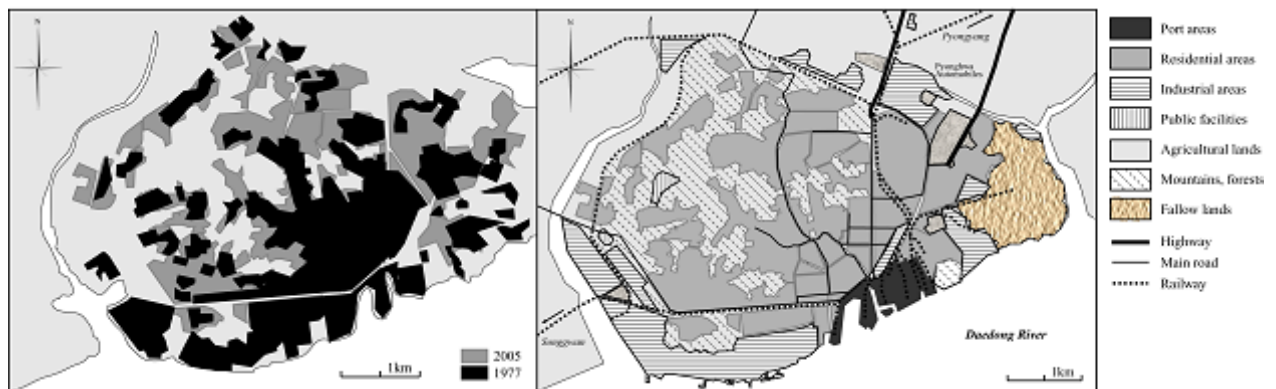 N
2005
1977
1km
N
Pyongyang
Pyonghwa
Automobiles
Songgwan
Daedong River
1km
Port areas
Residential areas
Industrial areas
Public facilities
Agricultural lands
Mountains, forests
Fallow lands
Highway
Main road
Railway